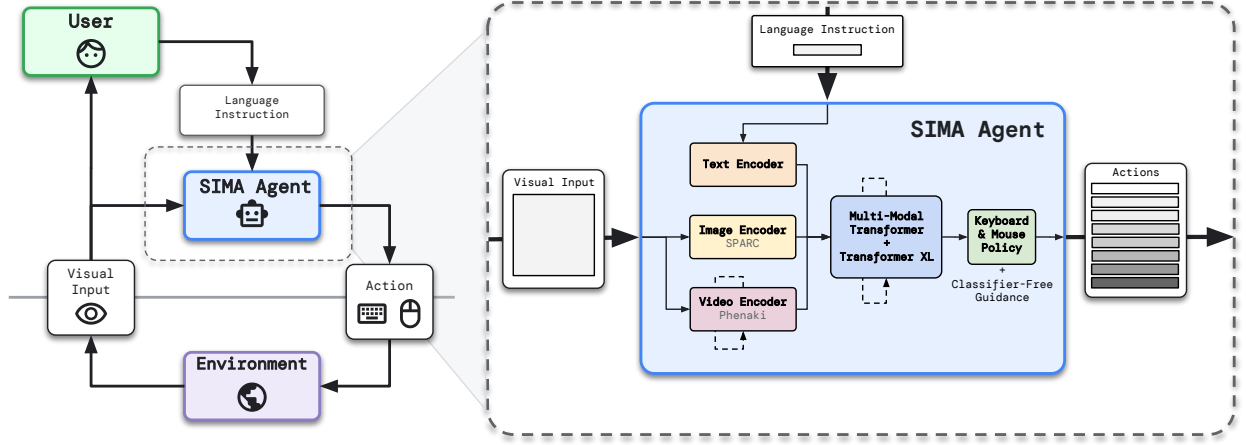 User
Language
Instruction
SIMA Agent
Visual
Input
Action
Environment
Language Instruction
Visual Input
SIMA Agent
Text Encoder
Image Encoder
SPARC
Video Encoder
Phenaki
Multi-Modal
Transformer
+
Transformer XL
Keyboard
& Mouse
Policy
+
Classifier-Free
Guidance
Actions